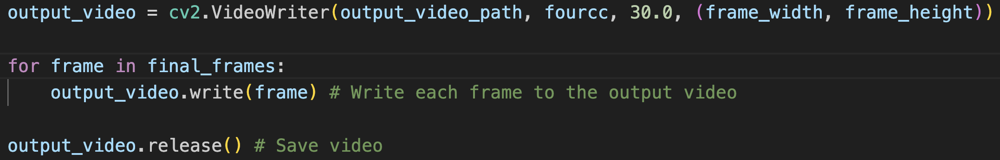 output_video = cv2.VideoWriter(output_video_path, fourcc, 30.0, (frame_width, frame_height))
for frame in final_frames:
    output_video.write(frame) # Write each frame to the output video
output_video.release() # Save video